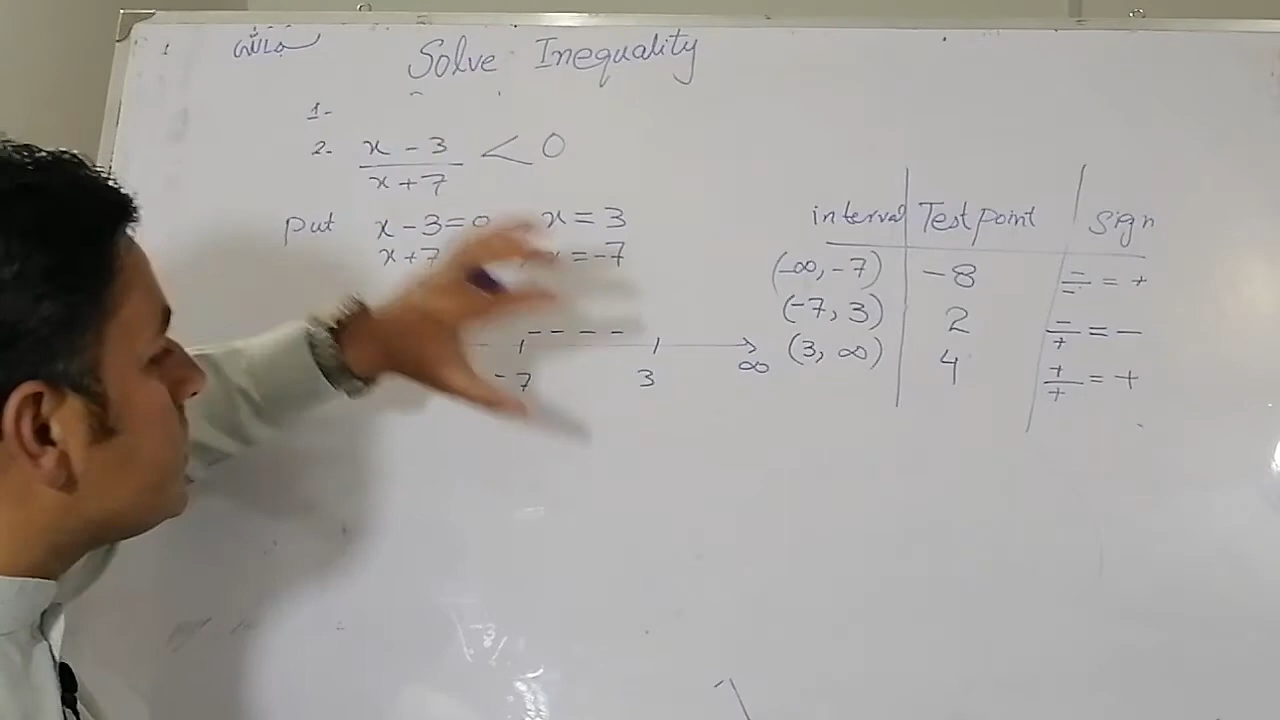 Solve Inequality
1-
2- x - 3 / x + 7 < 0
Put x - 3 = 0 x = 3
x + 7 x = -7
- - - -
-7 3 ∞
interval Test point Sign
(-∞, -7) -8 -/- = +
(-7, 3) 2 -/+ = -
(3, ∞) 4 +/+ = +